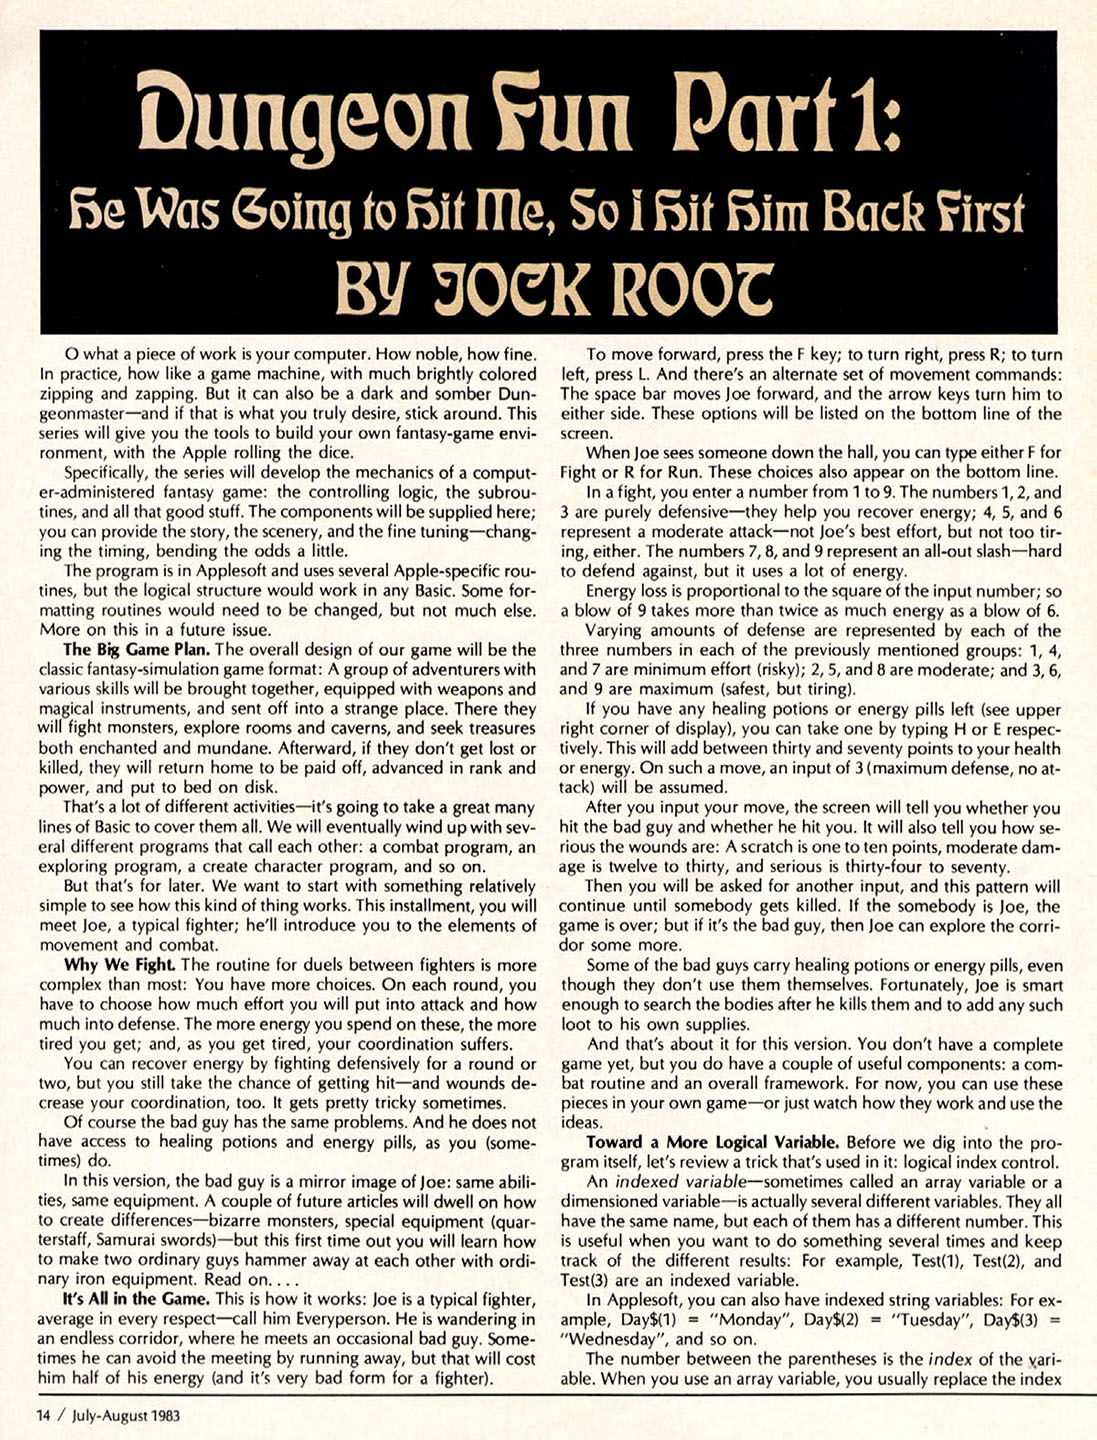 Dungeon Fun Part 1:
He Was Going to Hit Me, So I Hit Him Back First
BY JOCK ROOT
O what a piece of work is your computer. How noble, how fine.
In practice, how like a game machine, with much brightly colored
zipping and zapping. But it can also be a dark and somber Dun-
geonmaster—and if that is what you truly desire, stick around. This
series will give you the tools to build your own fantasy-game envi-
ronment, with the Apple rolling the dice.
Specifically, the series will develop the mechanics of a comput-
er-administered fantasy game: the controlling logic, the subrou-
tines, and all that good stuff. The components will be supplied here;
you can provide the story, the scenery, and the fine tuning—chang-
ing the timing, bending the odds a little.
The program is in Applesoft and uses several Apple-specific rou-
tines, but the logical structure would work in any Basic. Some for-
matting routines would need to be changed, but not much else.
More on this in a future issue.
The Big Game Plan. The overall design of our game will be the
classic fantasy-simulation game format: A group of adventurers with
various skills will be brought together, equipped with weapons and
magical instruments, and sent off into a strange place. There they
will fight monsters, explore rooms and caverns, and seek treasures
both enchanted and mundane. Afterward, if they don't get lost or
killed, they will return home to be paid off, advanced in rank and
power, and put to bed on disk.
That's a lot of different activities—it's going to take a great many
lines of Basic to cover them all. We will eventually wind up with sev-
eral different programs that call each other: a combat program, an
exploring program, a create character program, and so on.
But that's for later. We want to start with something relatively
simple to see how this kind of thing works. This installment, you will
meet Joe, a typical fighter; he'll introduce you to the elements of
movement and combat.
Why We Fight. The routine for duels between fighters is more
complex than most: You have more choices. On each round, you
have to choose how much effort you will put into attack and how
much into defense. The more energy you spend on these, the more
tired you get; and, as you get tired, your coordination suffers.
You can recover energy by fighting defensively for a round or
two, but you still take the chance of getting hit—and wounds de-
crease your coordination, too. It gets pretty tricky sometimes.
Of course the bad guy has the same problems. And he does not
have access to healing potions and energy pills, as you (some-
times) do.
In this version, the bad guy is a mirror image of Joe: same abili-
ties, same equipment. A couple of future articles will dwell on how
to create differences—bizarre monsters, special equipment (quar-
terstaff, Samurai swords)—but this first time out you will learn how
to make two ordinary guys hammer away at each other with ordi-
nary iron equipment. Read on. . . .
It's All in the Game. This is how it works: Joe is a typical fighter,
average in every respect—call him Everyperson. He is wandering in
an endless corridor, where he meets an occasional bad guy. Some-
times he can avoid the meeting by running away, but that will cost
him half of his energy (and it's very bad form for a fighter).
To move forward, press the F key; to turn right, press R; to turn
left, press L. And there's an alternate set of movement commands:
The space bar moves Joe forward, and the arrow keys turn him to
either side. These options will be listed on the bottom line of the
screen.
When Joe sees someone down the hall, you can type either F for
Fight or R for Run. These choices also appear on the bottom line.
In a fight, you enter a number from 1 to 9. The numbers 1, 2, and
3 are purely defensive—they help you recover energy; 4, 5, and 6
represent a moderate attack—not Joe's best effort, but not too tir-
ing, either. The numbers 7, 8, and 9 represent an all-out slash—hard
to defend against, but it uses a lot of energy.
Energy loss is proportional to the square of the input number; so
a blow of 9 takes more than twice as much energy as a blow of 6.
Varying amounts of defense are represented by each of the
three numbers in each of the previously mentioned groups: 1, 4,
and 7 are minimum effort (risky); 2, 5, and 8 are moderate; and 3, 6,
and 9 are maximum (safest, but tiring).
If you have any healing potions or energy pills left (see upper
right corner of display), you can take one by typing H or E respec-
tively. This will add between thirty and seventy points to your health
or energy. On such a move, an input of 3 (maximum defense, no at-
tack) will be assumed.
After you input your move, the screen will tell you whether you
hit the bad guy and whether he hit you. It will also tell you how se-
rious the wounds are: A scratch is one to ten points, moderate dam-
age is twelve to thirty, and serious is thirty-four to seventy.
Then you will be asked for another input, and this pattern will
continue until somebody gets killed. If the somebody is Joe, the
game is over; but if it's the bad guy, then Joe can explore the corri-
dor some more.
Some of the bad guys carry healing potions or energy pills, even
though they don't use them themselves. Fortunately, Joe is smart
enough to search the bodies after he kills them and to add any such
loot to his own supplies.
And that's about it for this version. You don't have a complete
game yet, but you do have a couple of useful components: a com-
bat routine and an overall framework. For now, you can use these
pieces in your own game—or just watch how they work and use the
ideas.
Toward a More Logical Variable. Before we dig into the pro-
gram itself, let's review a trick that's used in it: logical index control.
An indexed variable—sometimes called an array variable or a
dimensioned variable—is actually several different variables. They all
have the same name, but each of them has a different number. This
is useful when you want to do something several times and keep
track of the different results: For example, Test(1), Test(2), and
Test(3) are an indexed variable.
In Applesoft, you can also have indexed string variables: For ex-
ample, Day$(1) = "Monday", Day$(2) = "Tuesday", Day$(3) =
"Wednesday", and so on.
The number between the parentheses is the index of the vari-
able. When you use an array variable, you usually replace the index
14 / July-August 1983